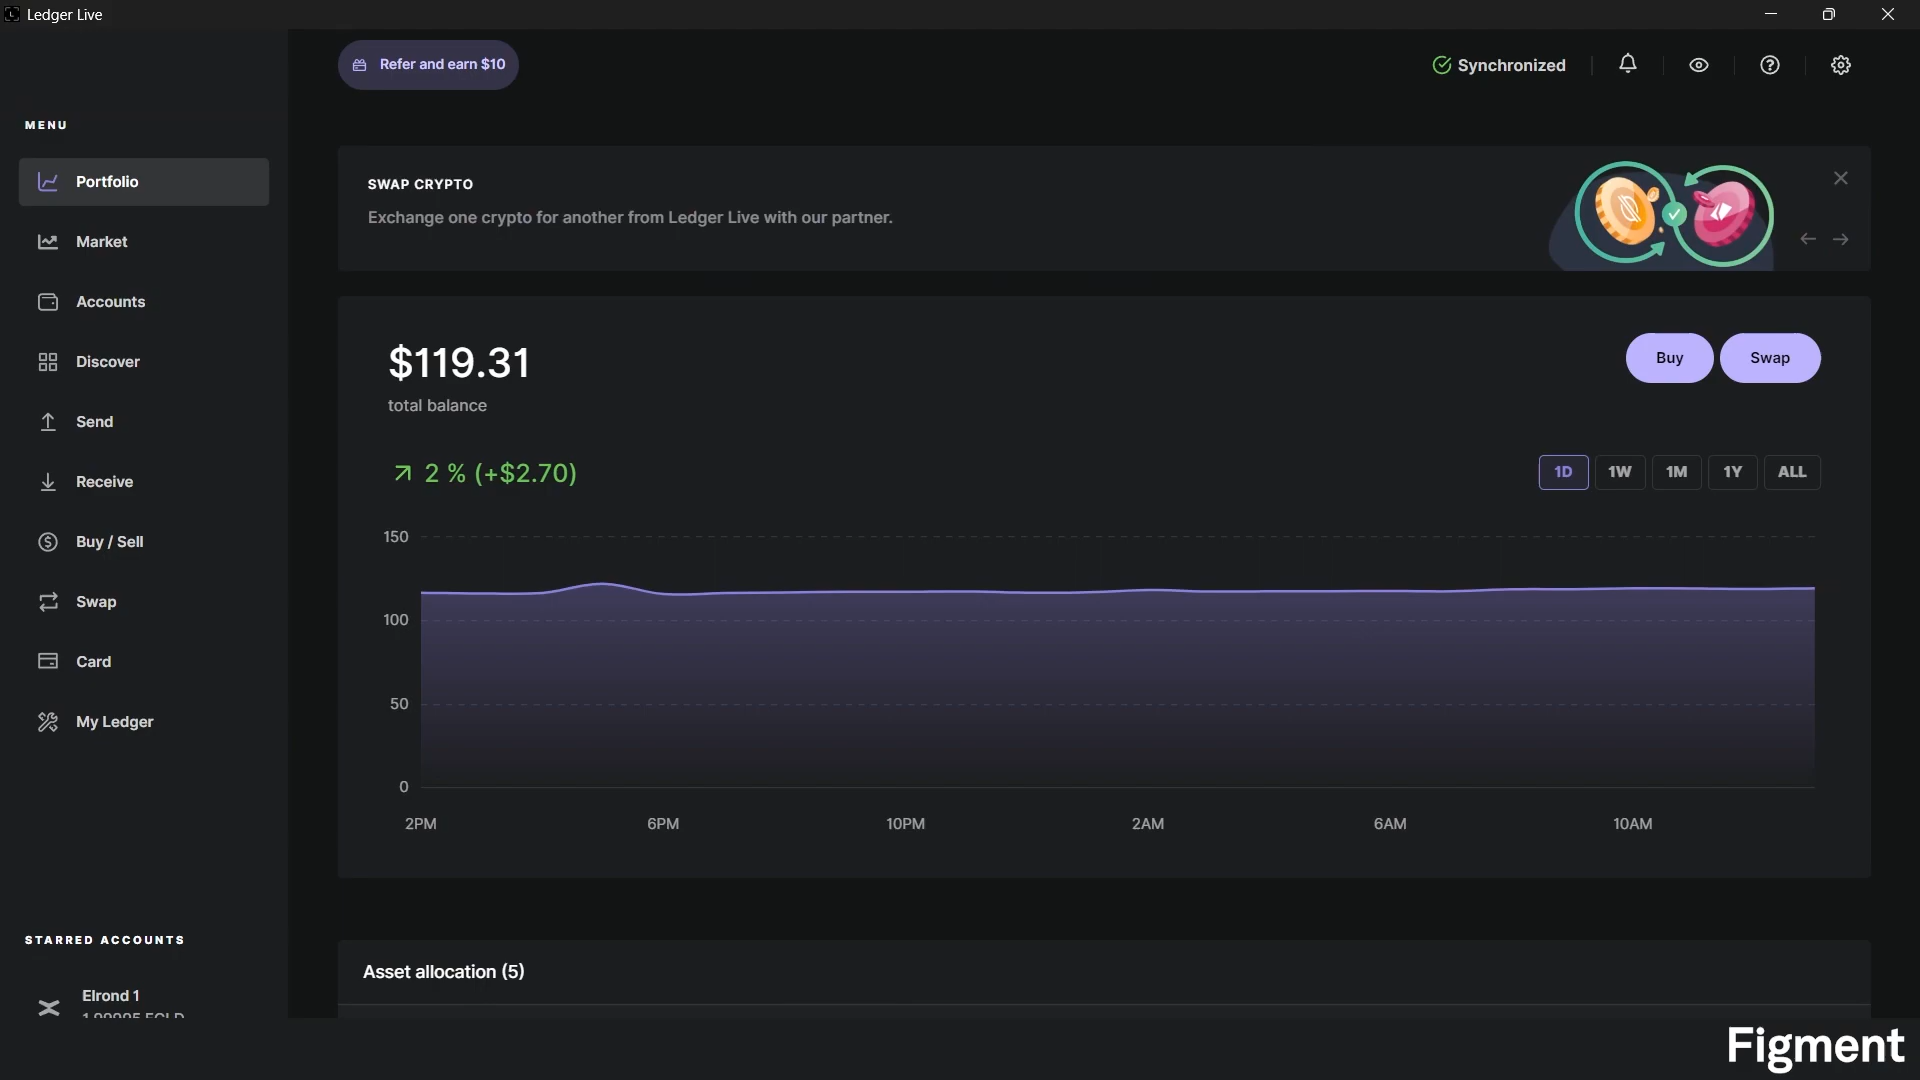 Ledger Live
Refer and earn $10
Synchronized
MENU
Portfolio
Market
Accounts
Discover
Send
Receive
Buy / Sell
Swap
Card
My Ledger
STARRED ACCOUNTS
Elrond 1
SWAP CRYPTO
Exchange one crypto for another from Ledger Live with our partner.
$119.31
total balance
Buy
Swap
2 % (+$2.70)
1D
1W
1M
1Y
ALL
150
100
50
0
2PM
6PM
10PM
2AM
6AM
10AM
Asset allocation (5)
Figment